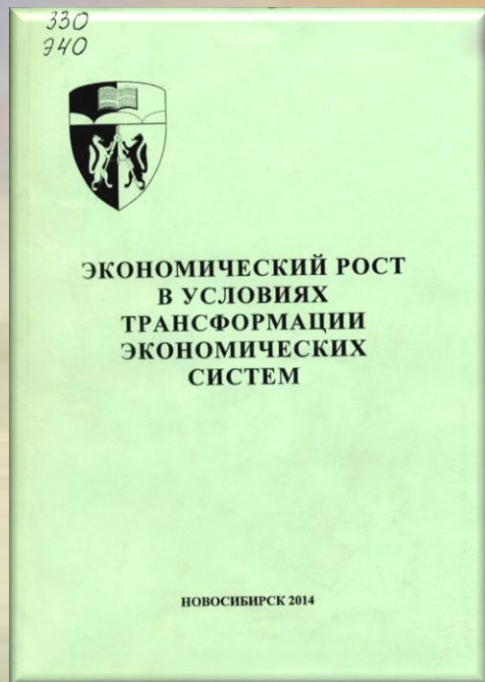 330
Э40
ЭКОНОМИЧЕСКИЙ РОСТ
В УСЛОВИЯХ
ТРАНСФОРМАЦИИ
ЭКОНОМИЧЕСКИХ
СИСТЕМ
НОВОСИБИРСК 2014